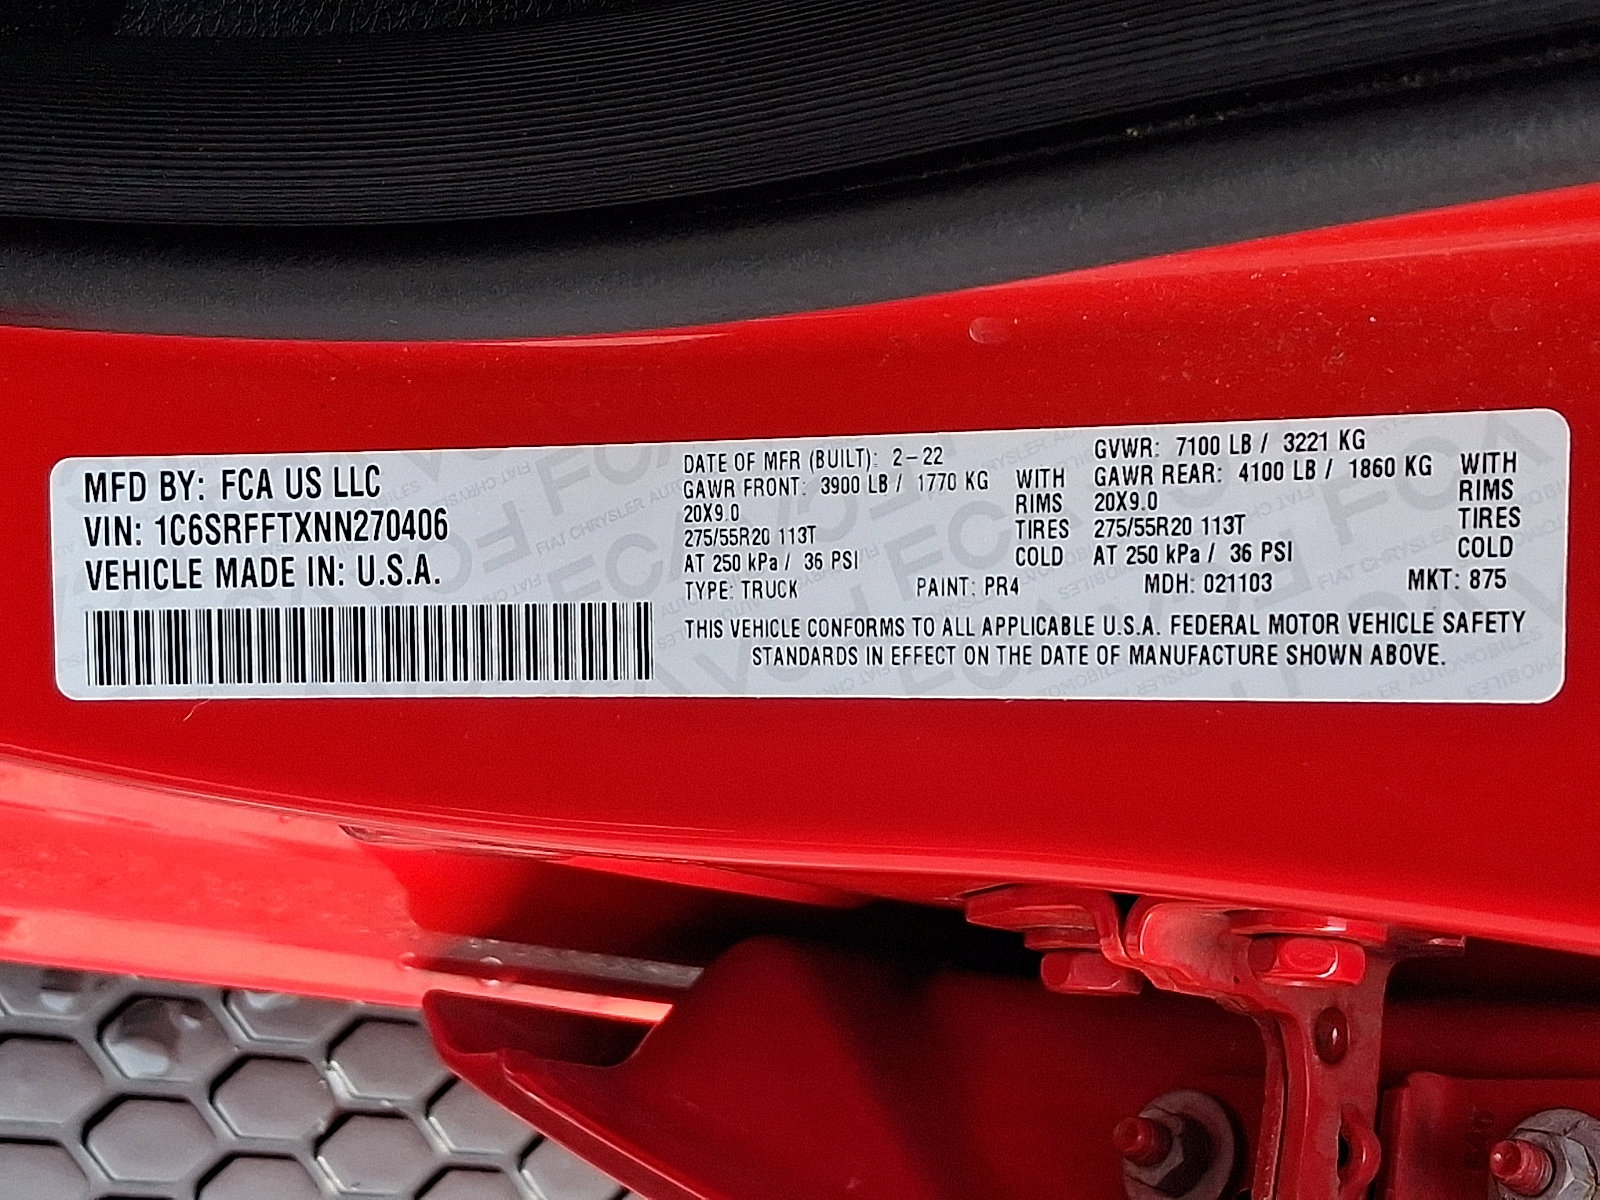 MFD BY: FCA US LLC
VIN: 1C6SRFFTXNN270406
VEHICLE MADE IN: U.S.A.
DATE OF MFR (BUILT): 2-22
GAWR FRONT: 3900 LB / 1770 KG WITH
20X9.0 RIMS
275/55R20 113T TIRES
AT 250 kPa / 36 PSI COLD
GVWR: 7100 LB / 3221 KG
GAWR REAR: 4100 LB / 1860 KG WITH
20X9.0 RIMS
275/55R20 113T TIRES
AT 250 kPa / 36 PSI COLD
TYPE: TRUCK PAINT: PR4 MDH: 021103 MKT: 875
THIS VEHICLE CONFORMS TO ALL APPLICABLE U.S.A. FEDERAL MOTOR VEHICLE SAFETY
STANDARDS IN EFFECT ON THE DATE OF MANUFACTURE SHOWN ABOVE.